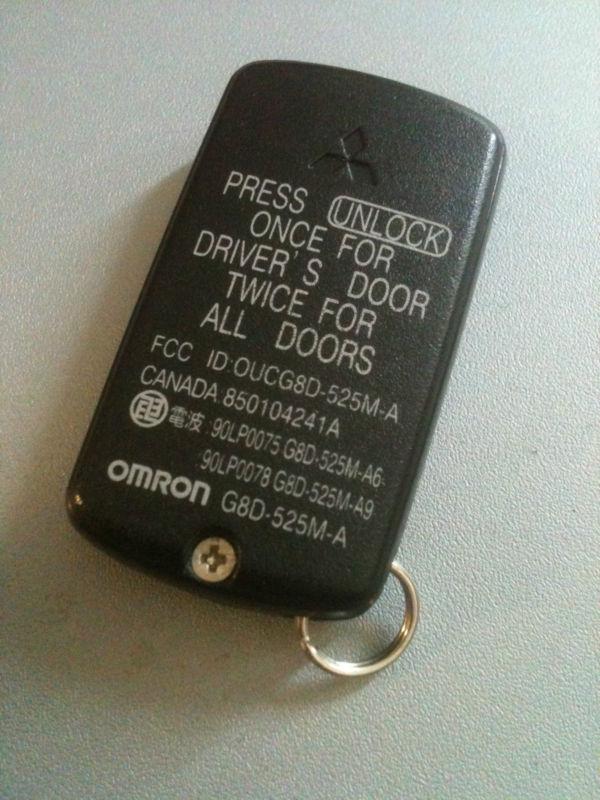 PRESS UNLOCK
ONCE FOR
DRIVER'S DOOR
TWICE FOR
ALL DOORS
FCC ID:OUCG8D-525M-A
CANADA 850104241A
電波 :90LP0075 G8D-525M-A6·
:90LP0078 G8D-525M-A9
OMRON G8D-525M-A